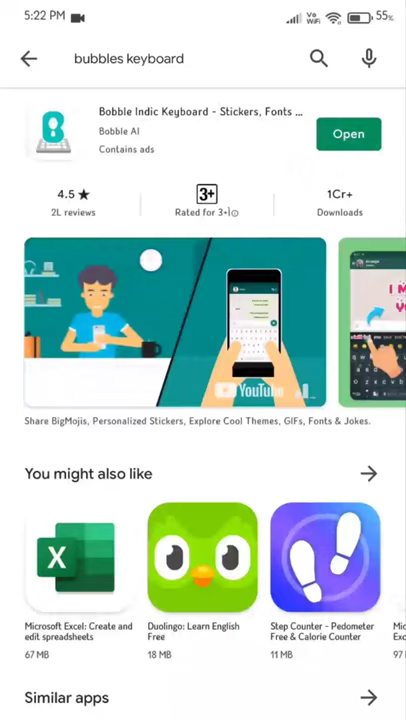 5:22 PM
Vo
WiFi
55%
bubbles keyboard
Bobble Indic Keyboard - Stickers, Fonts ...
Bobble AI
Contains ads
Open
4.5 ★
2L reviews
3+
Rated for 3+
1Cr+
Downloads
YouTube
Share BigMojis, Personalized Stickers, Explore Cool Themes, GIFs, Fonts & Jokes.
You might also like
X
Microsoft Excel: Create and
edit spreadsheets
67 MB
Duolingo: Learn English
Free
18 MB
Step Counter - Pedometer
Free & Calorie Counter
11 MB
97
Similar apps